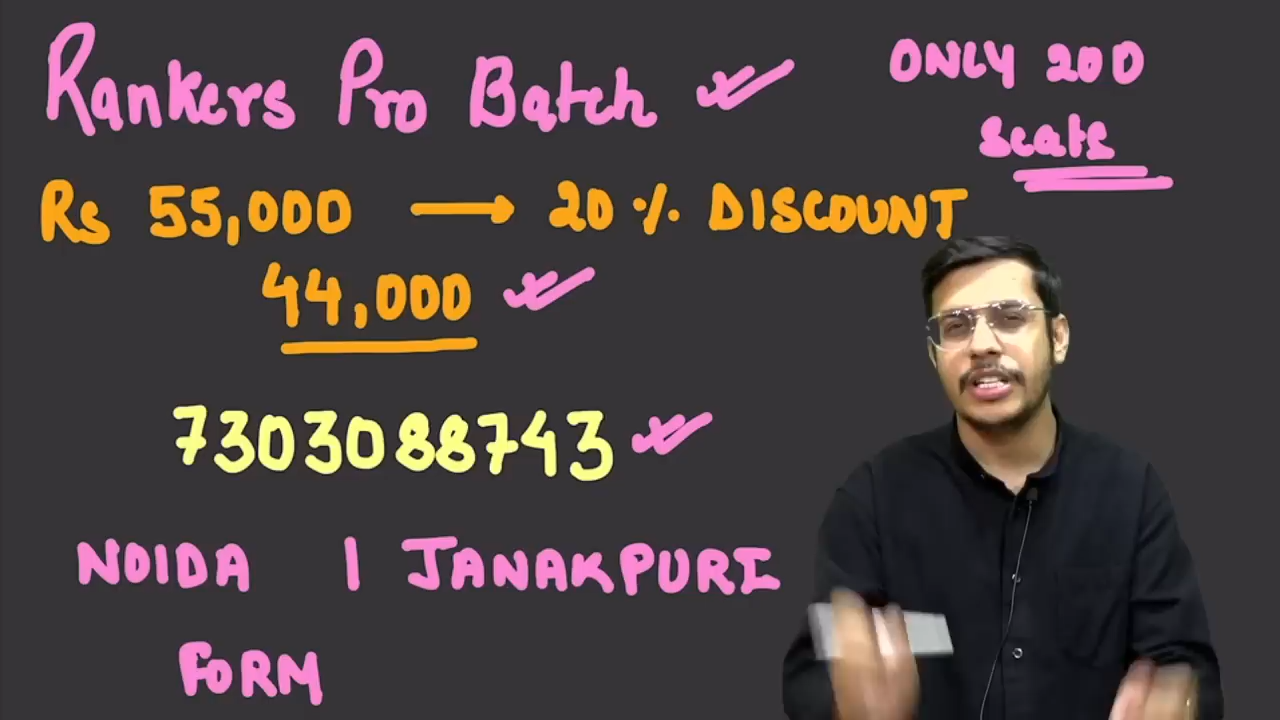 Rankers Pro Batch
ONLY 200
seats
Rs 55,000 → 20% DISCOUNT
44,000
7303088743
NOIDA | JANAKPURI
FORM